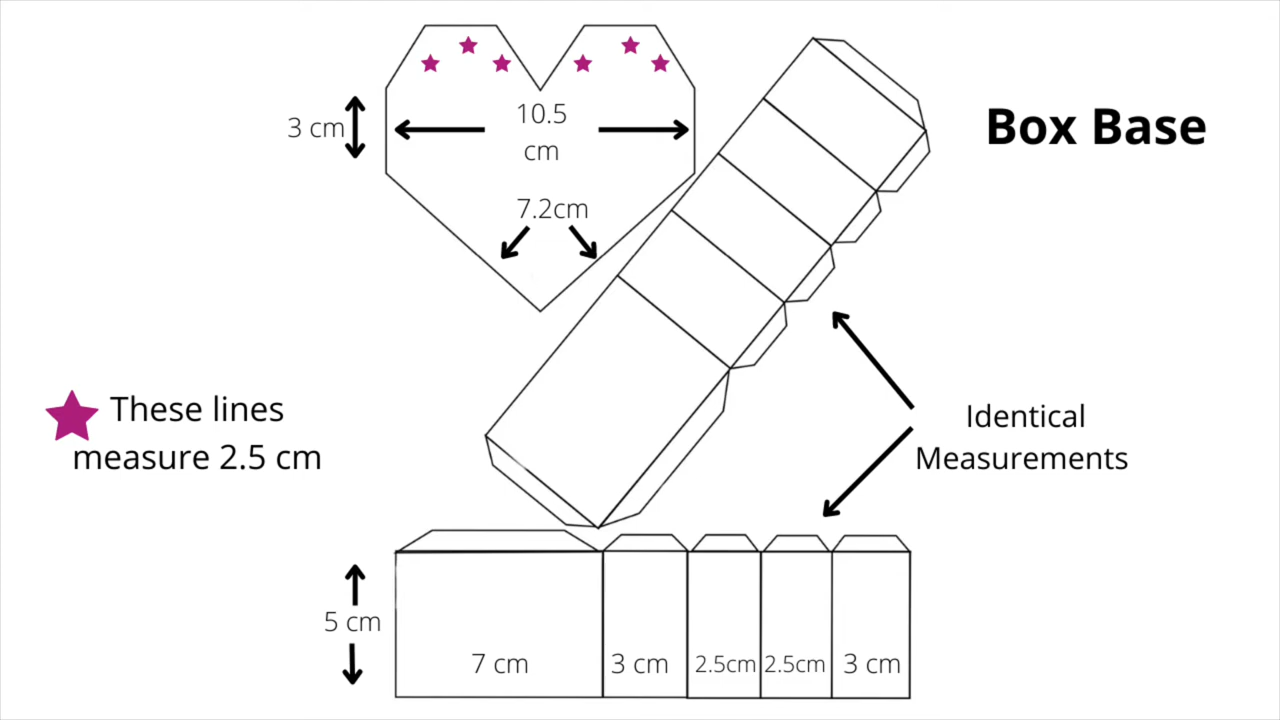 Box Base
3 cm
10.5
cm
7.2cm
These lines
measure 2.5 cm
Identical
Measurements
5 cm
7 cm
3 cm
2.5cm
2.5cm
3 cm